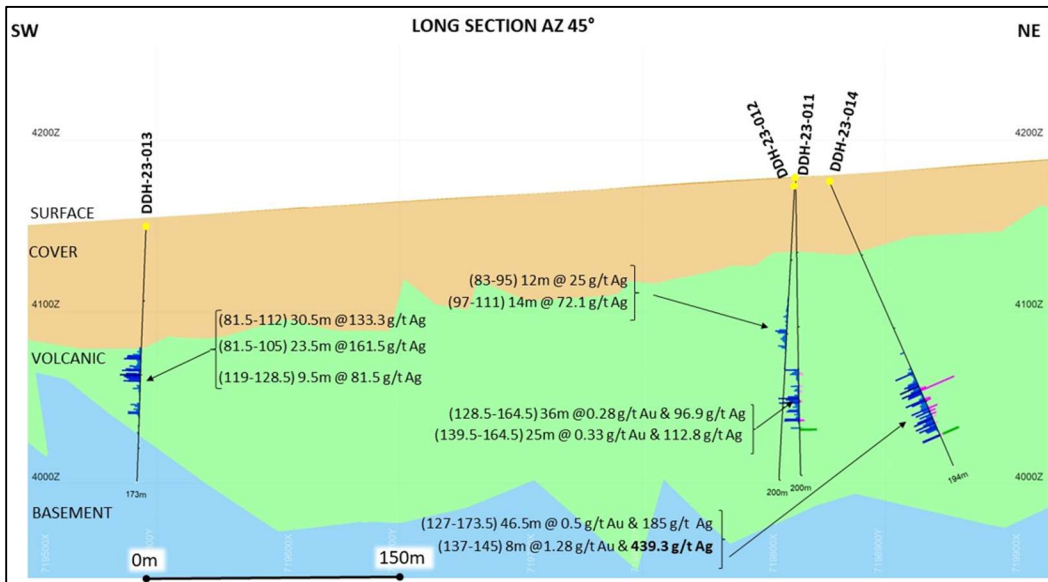 LONG SECTION AZ 45°
SW
NE
DDH-23-013
DDH-23-012
DDH-23-011
DDH-23-014
4200Z
4200Z
SURFACE
COVER
(83-95) 12m @ 25 g/t Ag
(97-111) 14m @ 72.1 g/t Ag
4100Z
4100Z
(81.5-112) 30.5m @133.3 g/t Ag
(81.5-105) 23.5m @161.5 g/t Ag
(119-128.5) 9.5m @ 81.5 g/t Ag
VOLCANIC
(128.5-164.5) 36m @0.28 g/t Au & 96.9 g/t Ag
(139.5-164.5) 25m @ 0.33 g/t Au & 112.8 g/t Ag
4000Z
4000Z
173m
200m
200m
194m
BASEMENT
(127-173.5) 46.5m @ 0.5 g/t Au & 185 g/t Ag
(137-145) 8m @1.28 g/t Au & 439.3 g/t Ag
719500X
719600X
719800X
0m
150m